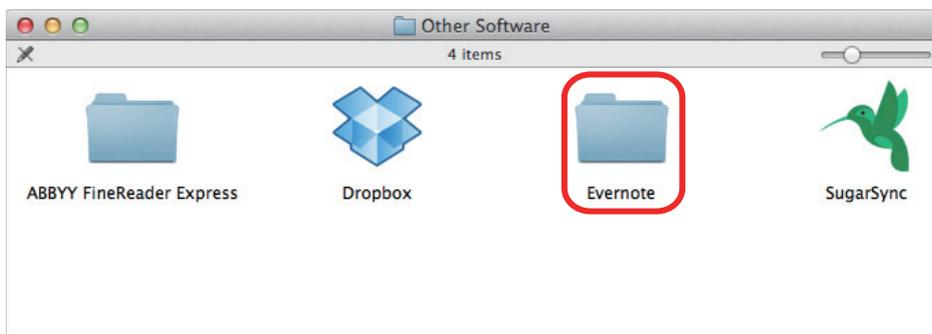 Other Software
4 items
ABBYY FineReader Express Dropbox Evernote SugarSync